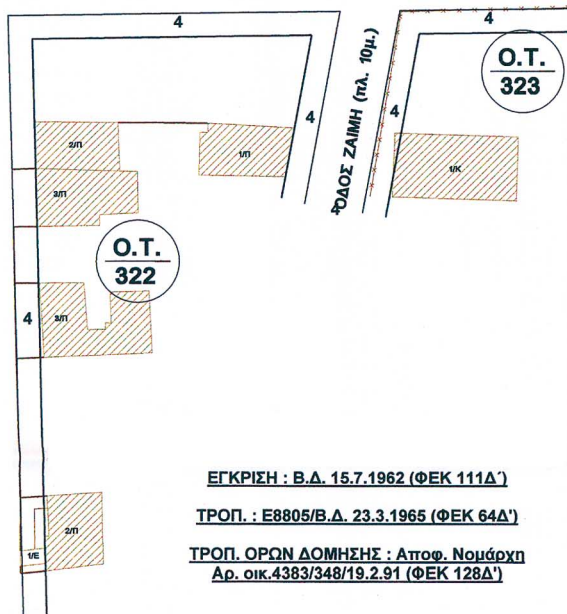 4
4
Ο.Τ.
323
ΟΔΟΣ ΖΑΙΜΗ (πλ. 10μ.)
4
4
2/Π
1/Π
1/Κ
3/Π
Ο.Τ.
322
4
3/Π
ΕΓΚΡΙΣΗ : Β.Δ. 15.7.1962 (ΦΕΚ 111Δ΄)
ΤΡΟΠ. : Ε8805/Β.Δ. 23.3.1965 (ΦΕΚ 64Δ')
2/Π
1/Ε
ΤΡΟΠ. ΟΡΩΝ ΔΟΜΗΣΗΣ : Αποφ. Νομάρχη
Αρ. οικ.4383/348/19.2.91 (ΦΕΚ 128Δ')